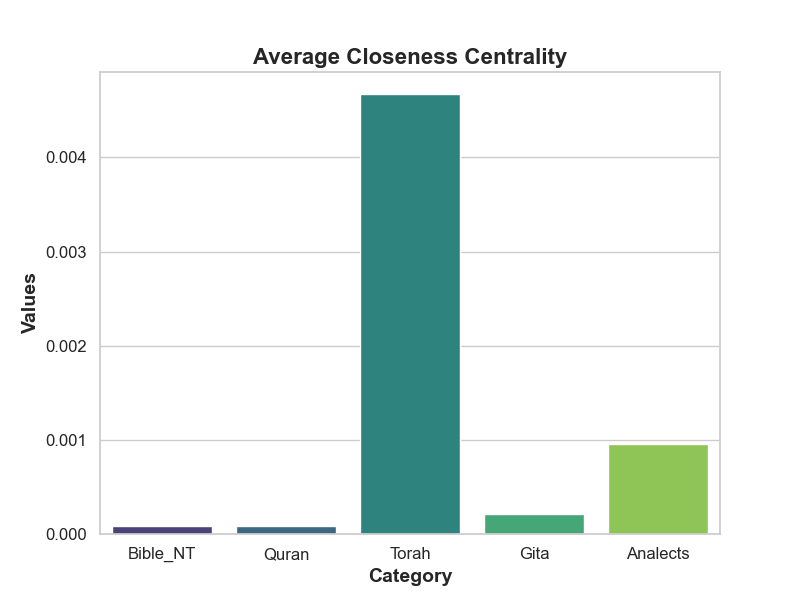 Average Closeness Centrality
Values
0.004
0.003
0.002
0.001
0.000
Bible_NT
Quran
Torah
Gita
Analects
Category